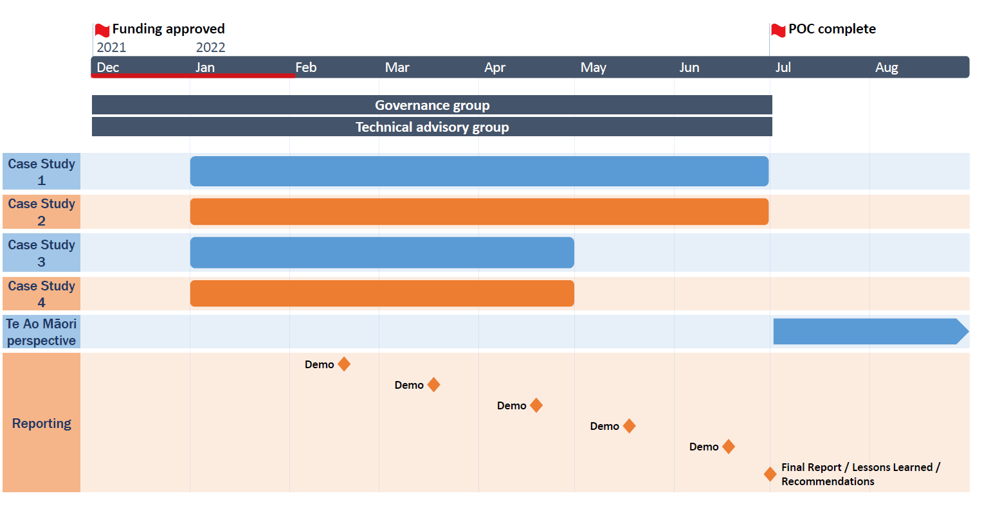 Funding approved
POC complete
2021 2022
Dec Jan Feb Mar Apr May Jun Jul Aug
Governance group
Technical advisory group
Case Study
1
Case Study
2
Case Study
3
Case Study
4
Te Ao Māori
perspective
Reporting
Demo
Demo
Demo
Demo
Demo
Final Report / Lessons Learned /
Recommendations